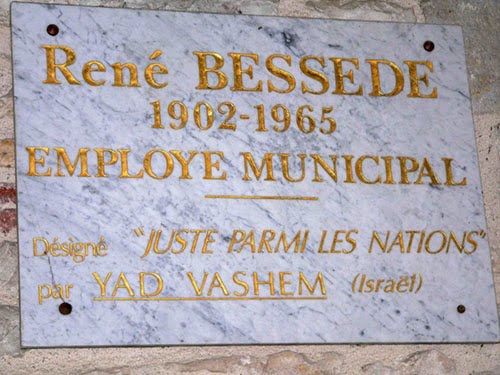 René BESSEDE
1902-1965
EMPLOYE MUNICIPAL
Désigné "JUSTE PARMI LES NATIONS"
par YAD VASHEM (Israël)